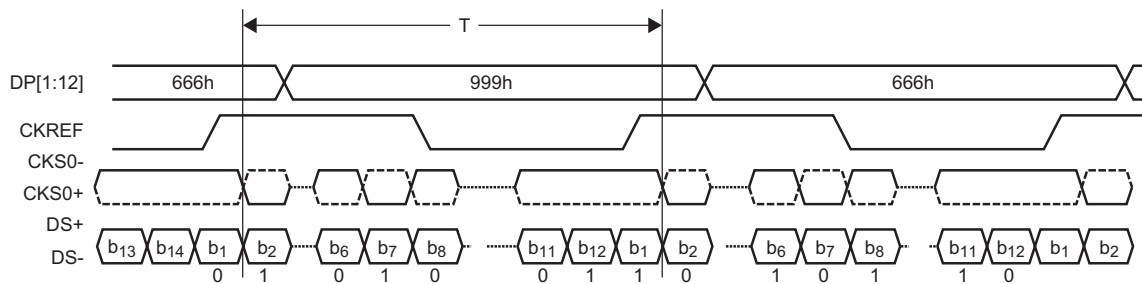 T
DP[1:12] 666h 999h 666h
CKREF
CKS0-
CKS0+
DS+
DS-
b13 b14 b1 b2 b6 b7 b8 b11 b12 b1 b2 b6 b7 b8 b11 b12 b1 b2
0 1 0 1 0 0 1 1 0 1 0 1 1 0